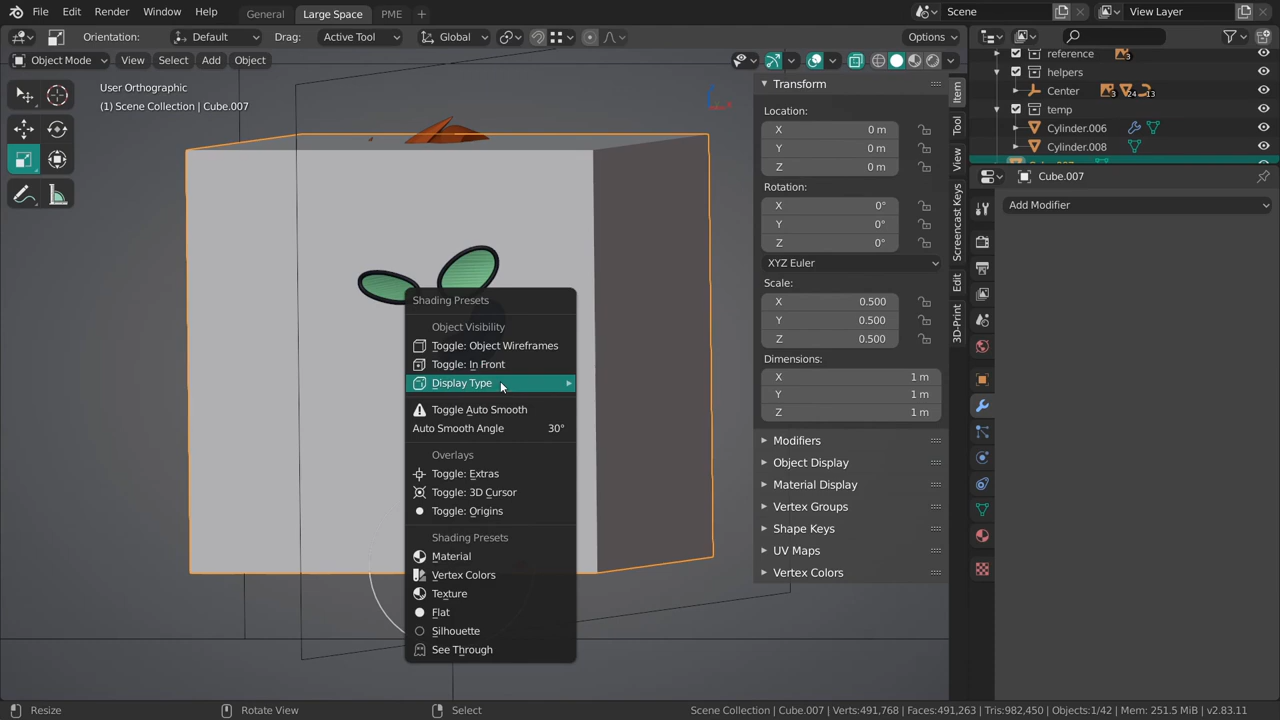 File Edit Render Window Help General Large Space PME Scene View Layer
Orientation: Default Drag: Active Tool Global Options
Object Mode View Select Add Object
User Orthographic
(1) Scene Collection | Cube.007
Shading Presets
Object Visibility
Toggle: Object Wireframes
Toggle: In Front
Display Type
Toggle Auto Smooth
Auto Smooth Angle 30°
Overlays
Toggle: Extras
Toggle: 3D Cursor
Toggle: Origins
Shading Presets
Material
Vertex Colors
Texture
Flat
Silhouette
See Through
Transform
Location:
X 0 m
Y 0 m
Z 0 m
Rotation:
X 0°
Y 0°
Z 0°
XYZ Euler
Scale:
X 0.500
Y 0.500
Z 0.500
Dimensions:
X 1 m
Y 1 m
Z 1 m
Modifiers
Object Display
Material Display
Vertex Groups
Shape Keys
UV Maps
Vertex Colors
Item
Tool
View
Screencast Keys
Edit
3D-Print
reference 3
helpers
Center 3 24 13
temp
Cylinder.006
Cylinder.008
Cube.007
Add Modifier
Resize Rotate View Select Scene Collection | Cube.007 | Verts:491,768 | Faces:491,263 | Tris:982,450 | Objects:1/42 | Mem: 251.5 MiB | v2.83.11